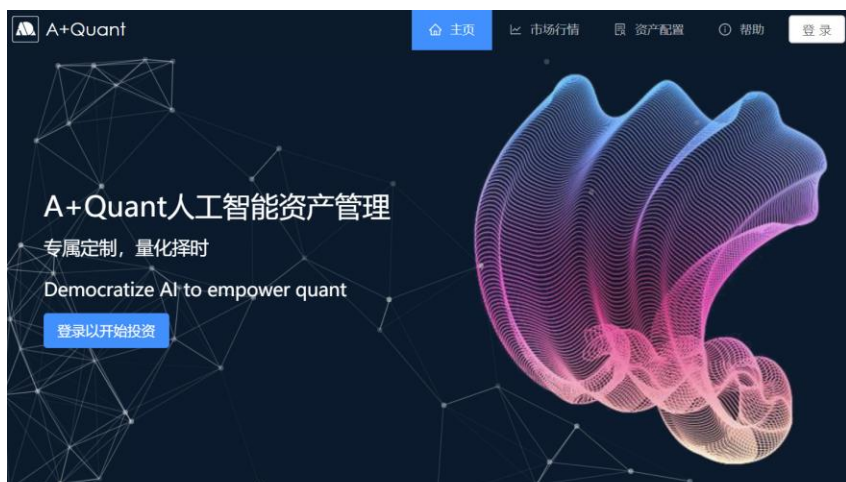 A+Quant
主页
市场行情
资产配置
帮助
登 录
A+Quant人工智能资产管理
专属定制，量化择时
Democratize AI to empower quant
登录以开始投资